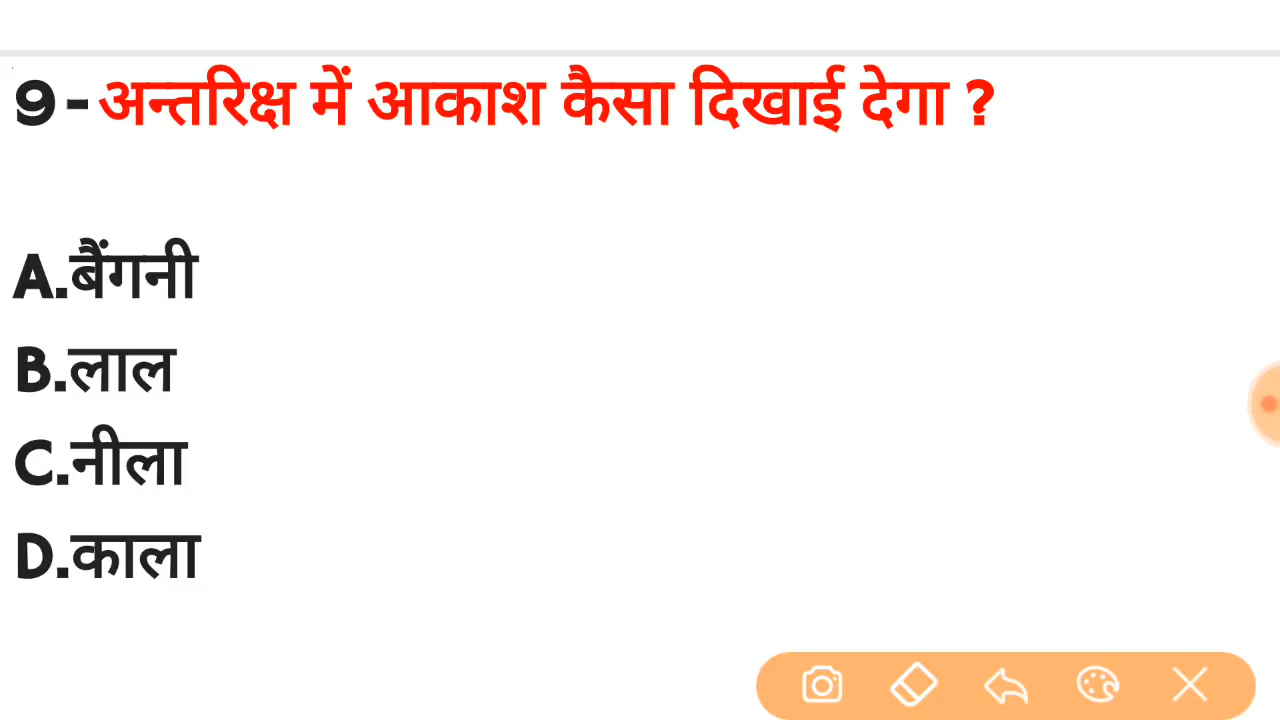 9-अन्तरिक्ष में आकाश कैसा दिखाई देगा ?
A.बैंगनी
B.लाल
C.नीला
D.काला